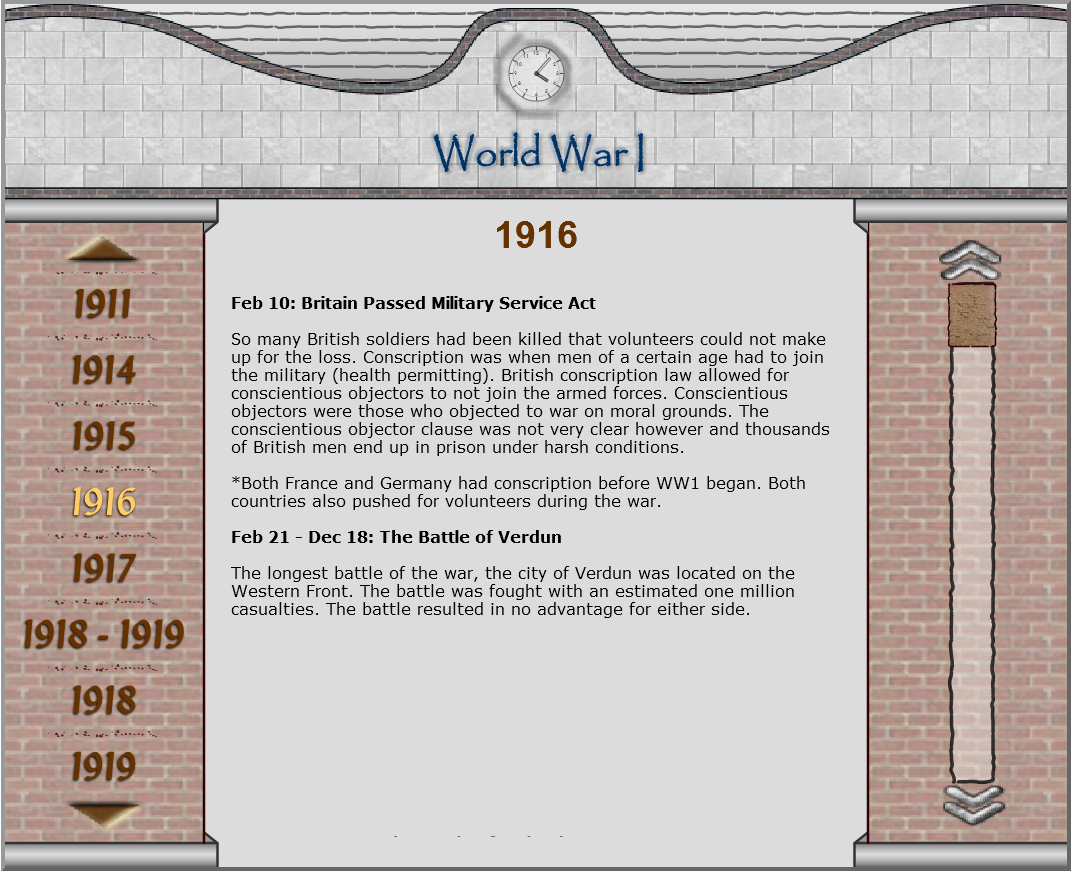 World War I
1911
1914
1915
1916
1917
1918 - 1919
1918
1919
1916
Feb 10: Britain Passed Military Service Act
So many British soldiers had been killed that volunteers could not make
up for the loss. Conscription was when men of a certain age had to join
the military (health permitting). British conscription law allowed for
conscientious objectors to not join the armed forces. Conscientious
objectors were those who objected to war on moral grounds. The
conscientious objector clause was not very clear however and thousands
of British men end up in prison under harsh conditions.
*Both France and Germany had conscription before WW1 began. Both
countries also pushed for volunteers during the war.
Feb 21 - Dec 18: The Battle of Verdun
The longest battle of the war, the city of Verdun was located on the
Western Front. The battle was fought with an estimated one million
casualties. The battle resulted in no advantage for either side.